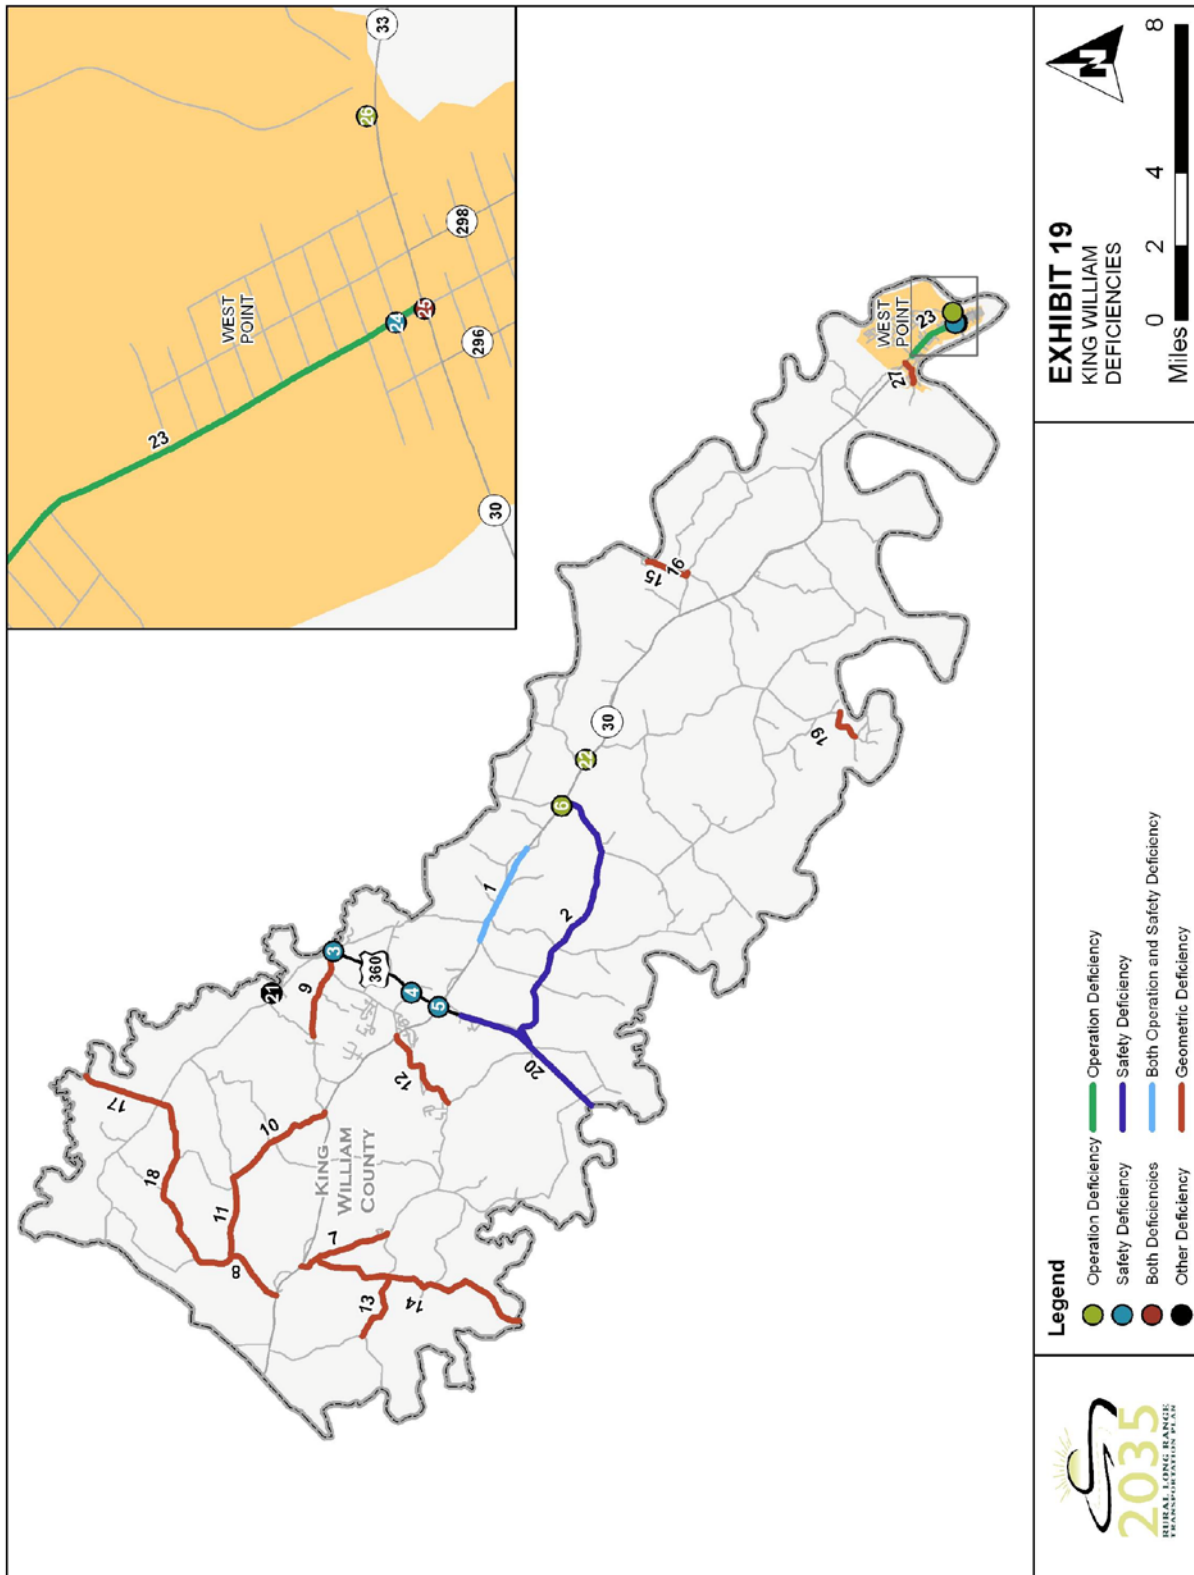 33
26
298
WEST
POINT
24
25
296
23
30
WEST
POINT
23
27
15
16
19
30
22
6
1
2
3
360
4
5
21
9
12
20
17
18
10
11
8
KING
WILLIAM
COUNTY
7
13
14
2035
RURAL LONG RANGE
TRANSPORTATION PLAN
Legend
Operation Deficiency
Safety Deficiency
Both Deficiencies
Other Deficiency
Operation Deficiency
Safety Deficiency
Both Operation and Safety Deficiency
Geometric Deficiency
EXHIBIT 19
KING WILLIAM
DEFICIENCIES
N
0 2 4 8
Miles